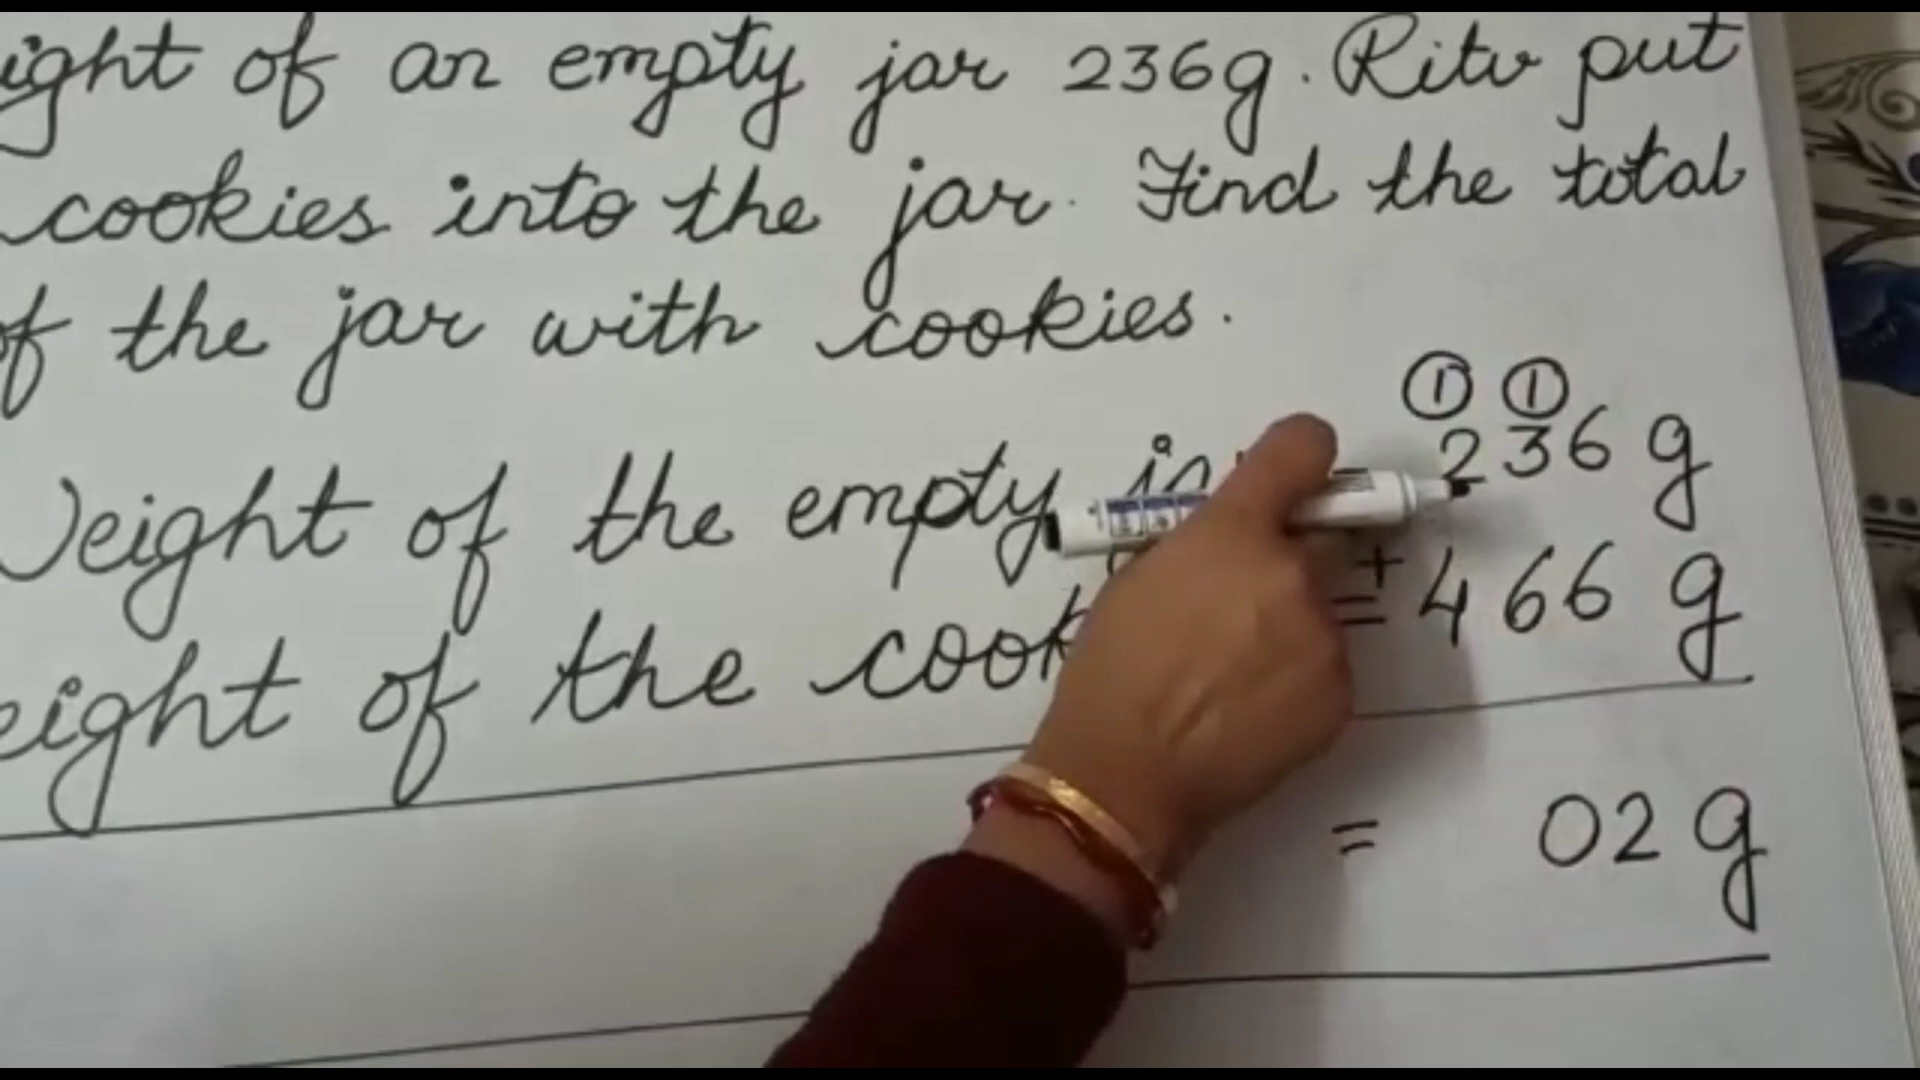 ight of an empty jar 236g. Ritu put
cookies into the jar. Find the total
of the jar with cookies.
1 1
Weight of the empty = 236 g
eight of the cook = + 466 g
= 02 g